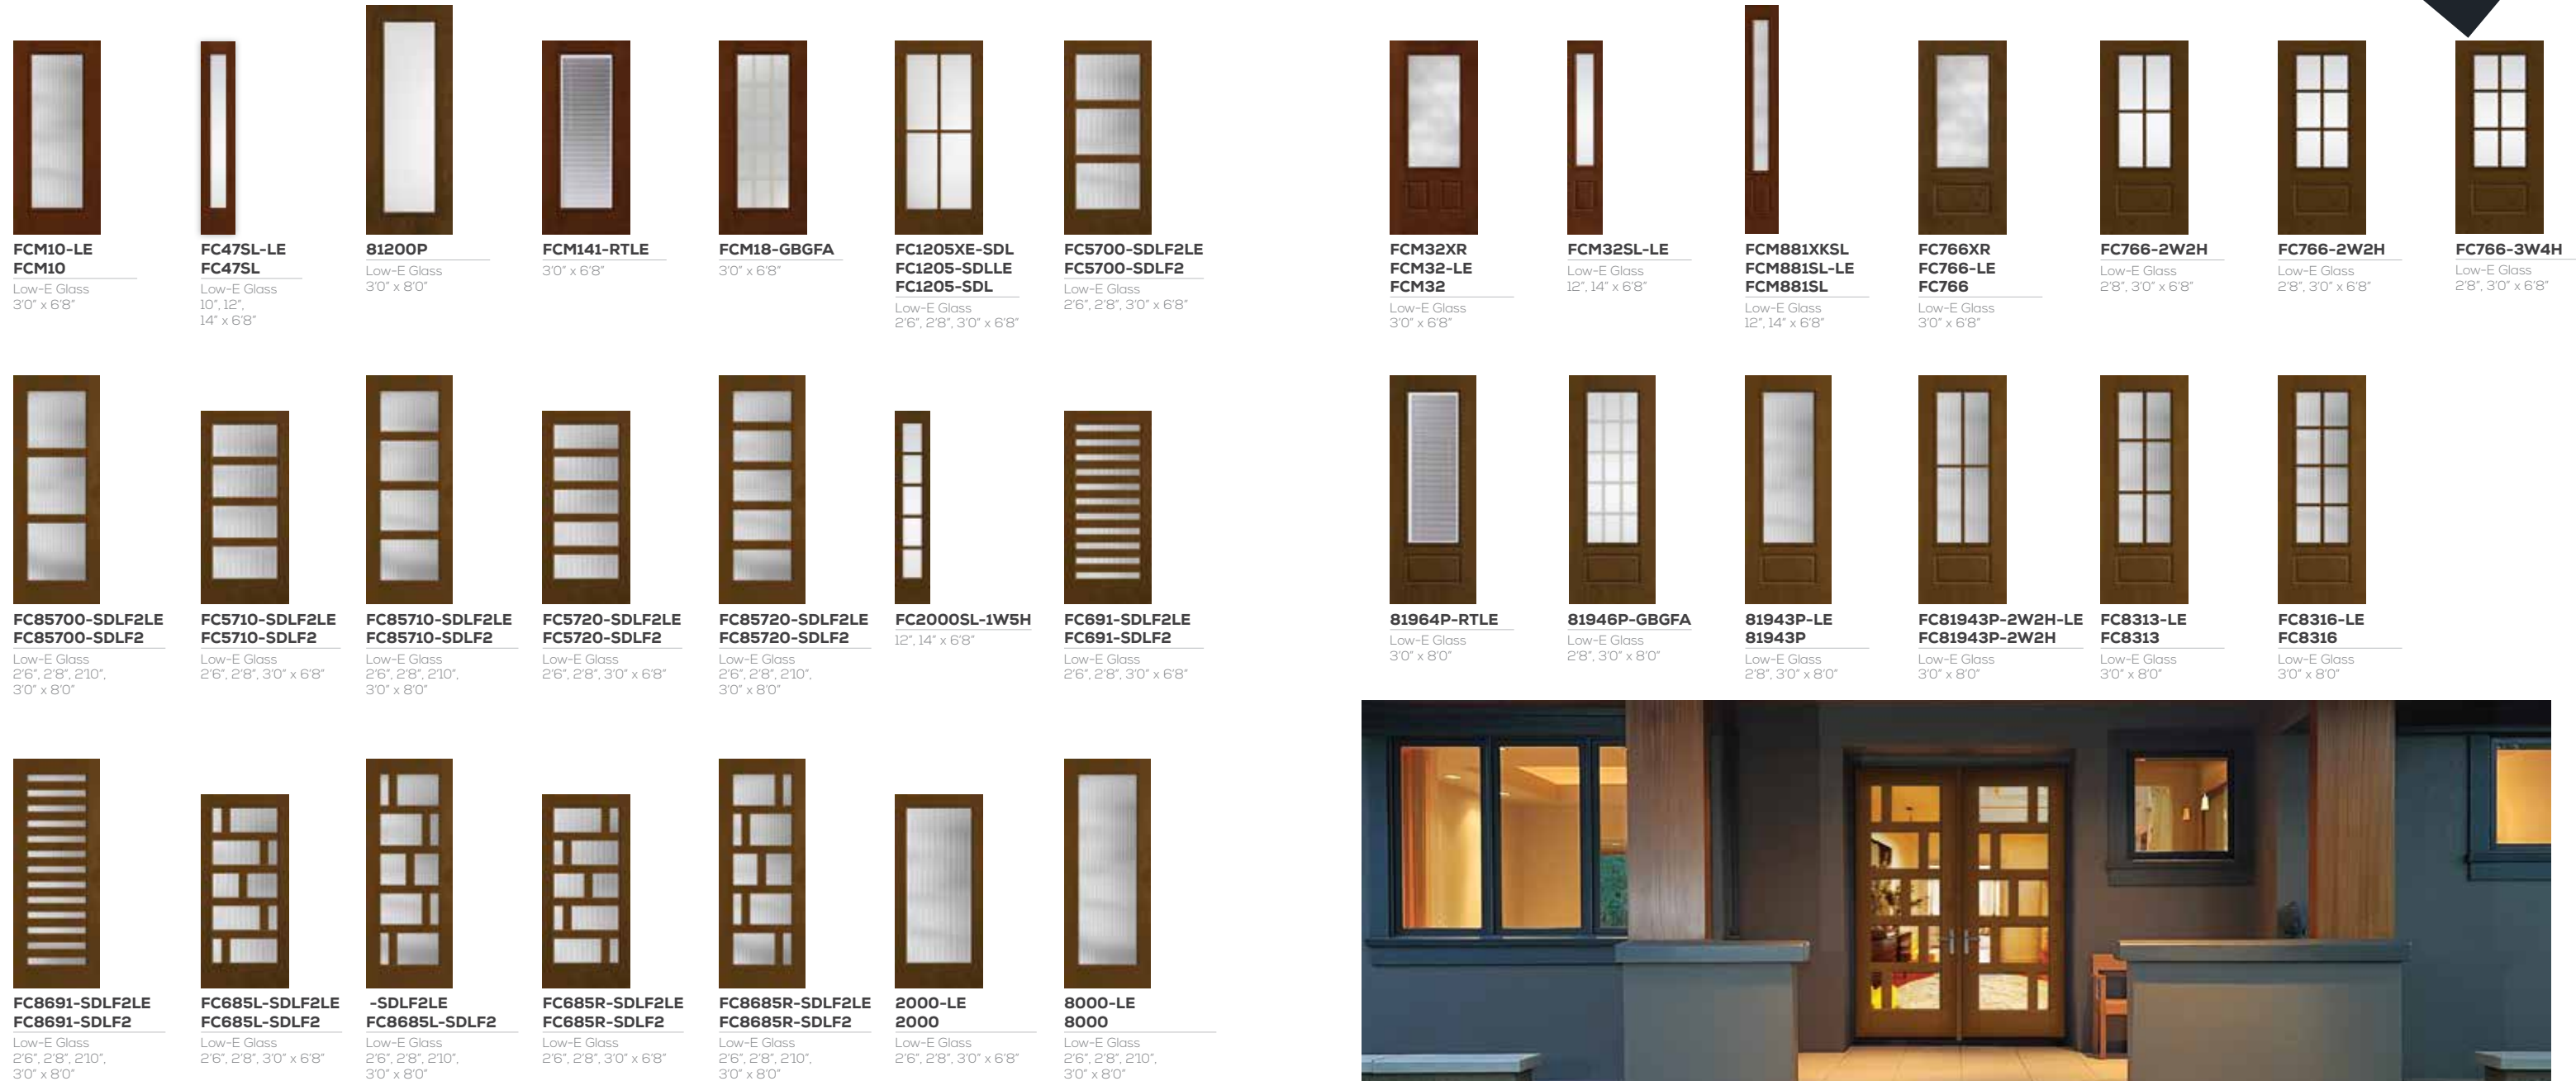 FCM10-LE
FCM10
Low-E Glass
3'0" x 6'8"
FC47SL-LE
FC47SL
Low-E Glass
10", 12",
14" x 6'8"
81200P
Low-E Glass
3'0" x 8'0"
FCM141-RTLE
3'0" x 6'8"
FCM18-GBGFA
3'0" x 6'8"
FC1205XE-SDL
FC1205-SDLLE
FC1205-SDL
Low-E Glass
2'6", 2'8", 3'0" x 6'8"
FC5700-SDLF2LE
FC5700-SDLF2
Low-E Glass
2'6", 2'8", 3'0" x 6'8"
FCM32XR
FCM32-LE
FCM32
Low-E Glass
3'0" x 6'8"
FCM32SL-LE
Low-E Glass
12", 14" x 6'8"
FCM881XKSL
FCM881SL-LE
FCM881SL
Low-E Glass
12", 14" x 6'8"
FC766XR
FC766-LE
FC766
Low-E Glass
3'0" x 6'8"
FC766-2W2H
Low-E Glass
2'8", 3'0" x 6'8"
FC766-2W2H
Low-E Glass
2'8", 3'0" x 6'8"
FC766-3W4H
Low-E Glass
2'8", 3'0" x 6'8"
FC85700-SDLF2LE
FC85700-SDLF2
Low-E Glass
2'6", 2'8", 2'10",
3'0" x 8'0"
FC5710-SDLF2LE
FC5710-SDLF2
Low-E Glass
2'6", 2'8", 3'0" x 6'8"
FC85710-SDLF2LE
FC85710-SDLF2
Low-E Glass
2'6", 2'8", 2'10",
3'0" x 8'0"
FC5720-SDLF2LE
FC5720-SDLF2
Low-E Glass
2'6", 2'8", 3'0" x 6'8"
FC85720-SDLF2LE
FC85720-SDLF2
Low-E Glass
2'6", 2'8", 2'10",
3'0" x 8'0"
FC2000SL-1W5H
12", 14" x 6'8"
FC691-SDLF2LE
FC691-SDLF2
Low-E Glass
2'6", 2'8", 3'0" x 6'8"
81964P-RTLE
Low-E Glass
3'0" x 8'0"
81946P-GBGFA
Low-E Glass
2'8", 3'0" x 8'0"
81943P-LE
81943P
Low-E Glass
2'8", 3'0" x 8'0"
FC81943P-2W2H-LE
FC81943P-2W2H
Low-E Glass
3'0" x 8'0"
FC8313-LE
FC8313
Low-E Glass
3'0" x 8'0"
FC8316-LE
FC8316
Low-E Glass
3'0" x 8'0"
FC8691-SDLF2LE
FC8691-SDLF2
Low-E Glass
2'6", 2'8", 2'10",
3'0" x 8'0"
FC685L-SDLF2LE
FC685L-SDLF2
Low-E Glass
2'6", 2'8", 3'0" x 6'8"
-SDLF2LE
FC8685L-SDLF2
Low-E Glass
2'6", 2'8", 2'10",
3'0" x 8'0"
FC685R-SDLF2LE
FC685R-SDLF2
Low-E Glass
2'6", 2'8", 3'0" x 6'8"
FC8685R-SDLF2LE
FC8685R-SDLF2
Low-E Glass
2'6", 2'8", 2'10",
3'0" x 8'0"
2000-LE
2000
Low-E Glass
2'6", 2'8", 3'0" x 6'8"
8000-LE
8000
Low-E Glass
2'6", 2'8", 2'10",
3'0" x 8'0"